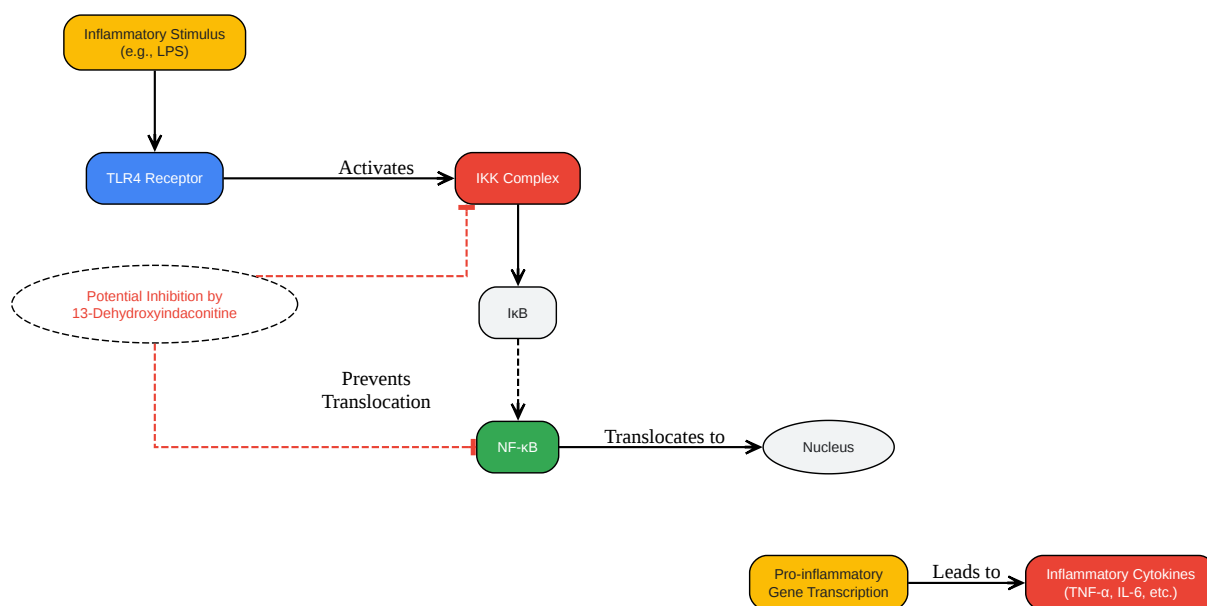 Inflammatory Stimulus
(e.g., LPS)
TLR4 Receptor
Activates
IKK Complex
Potential Inhibition by
13-Dehydroxyindaconitine
IκB
Prevents
Translocation
NF-κB
Translocates to
Nucleus
Pro-inflammatory
Gene Transcription
Leads to
Inflammatory Cytokines
(TNF-α, IL-6, etc.)